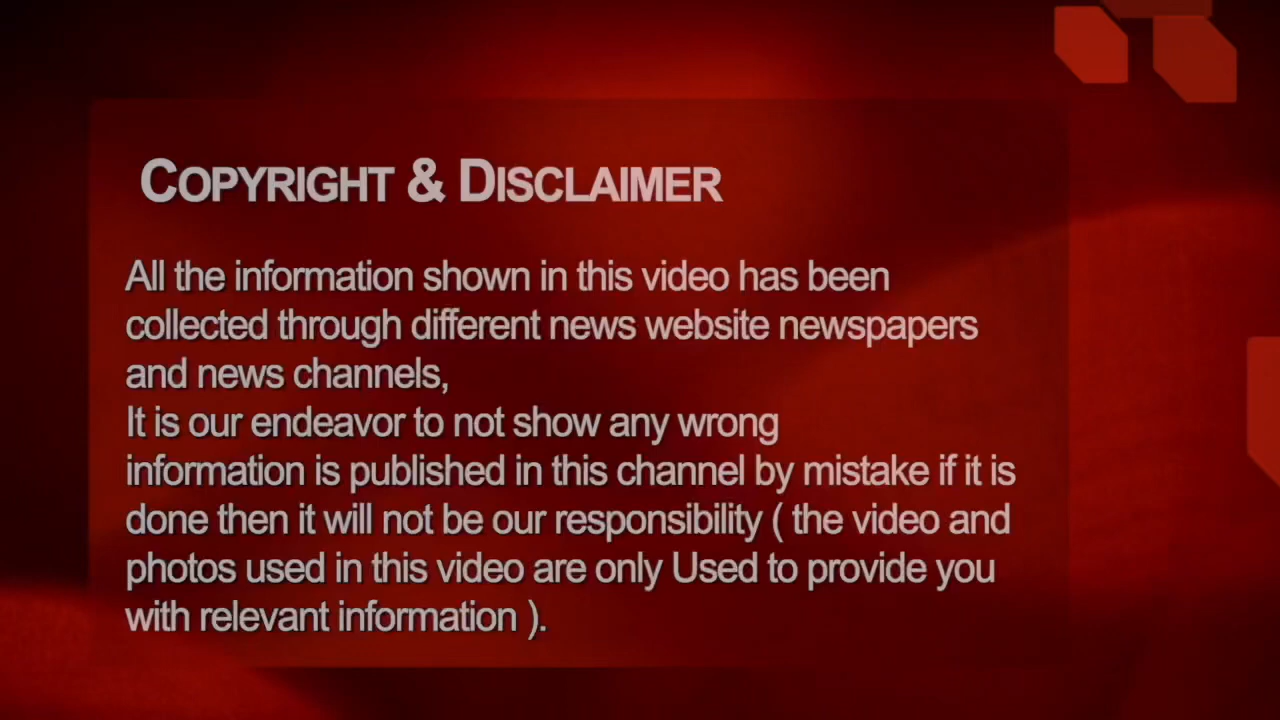 COPYRIGHT & DISCLAIMER
All the information shown in this video has been
collected through different news website newspapers
and news channels,
It is our endeavor to not show any wrong
information is published in this channel by mistake if it is
done then it will not be our responsibility ( the video and
photos used in this video are only Used to provide you
with relevant information ).